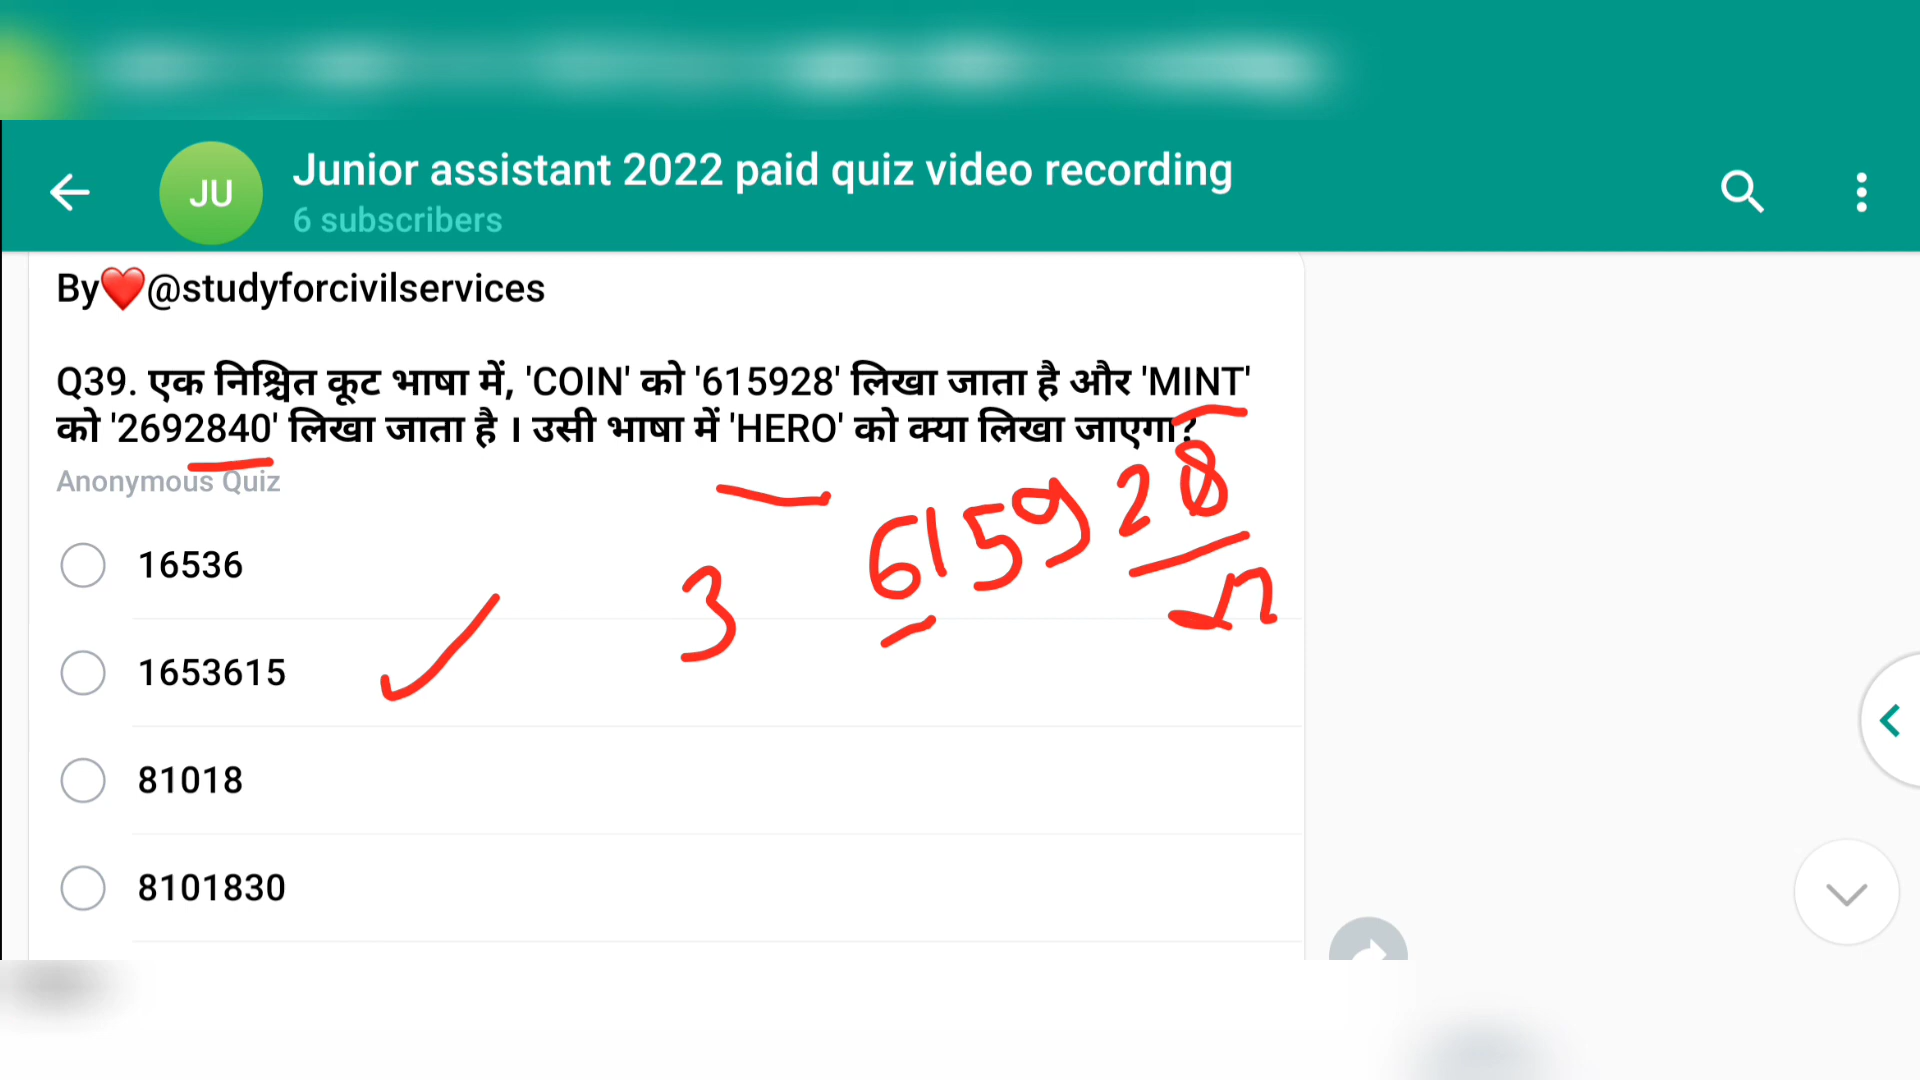 Junior assistant 2022 paid quiz video recording
JU
6 subscribers
By❤️@studyforcivilservices
Q39. एक निश्चित कूट भाषा में, 'COIN' को '615928' लिखा जाता है और 'MINT'
को '2692840' लिखा जाता है । उसी भाषा में 'HERO' को क्या लिखा जाएगा?
Anonymous Quiz
615928
3
16536
1653615
81018
8101830